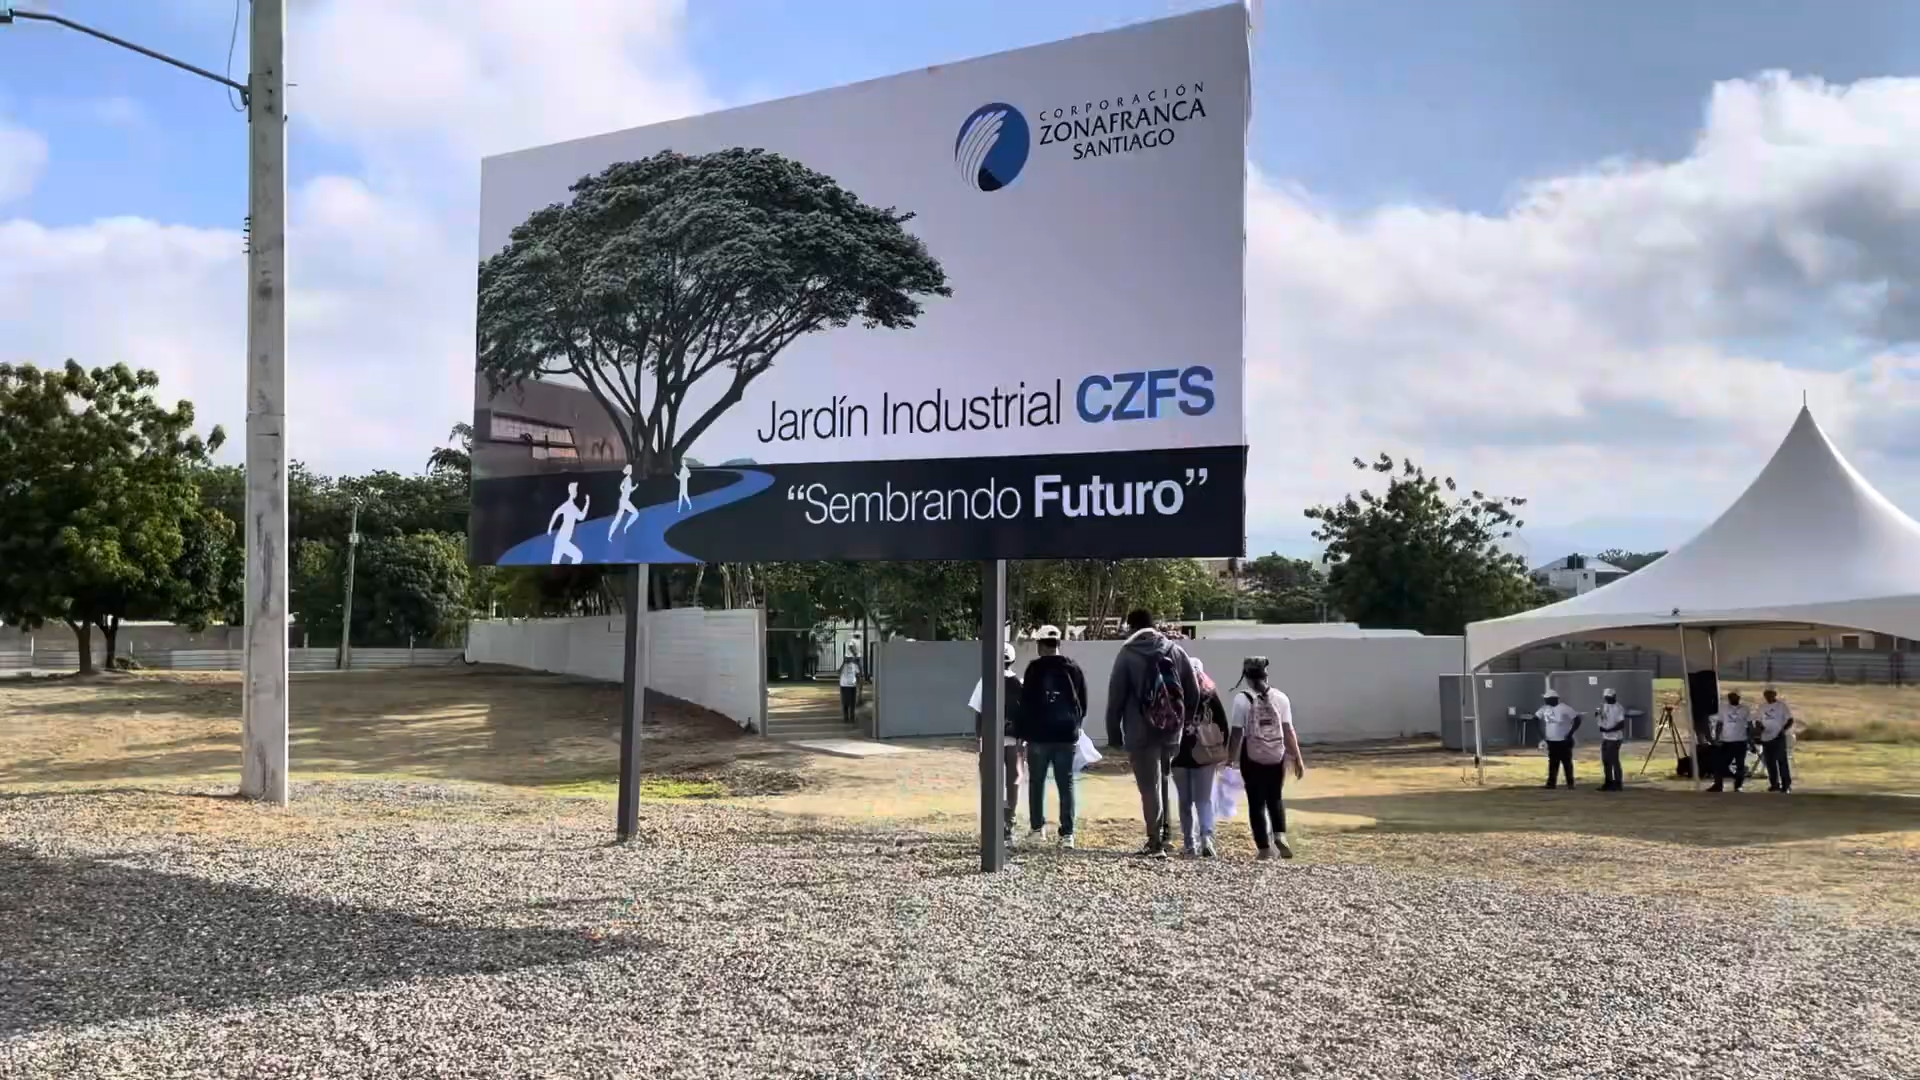 CORPORACIÓN
ZONAFRANCA
SANTIAGO
Jardín Industrial CZFS
“Sembrando Futuro”